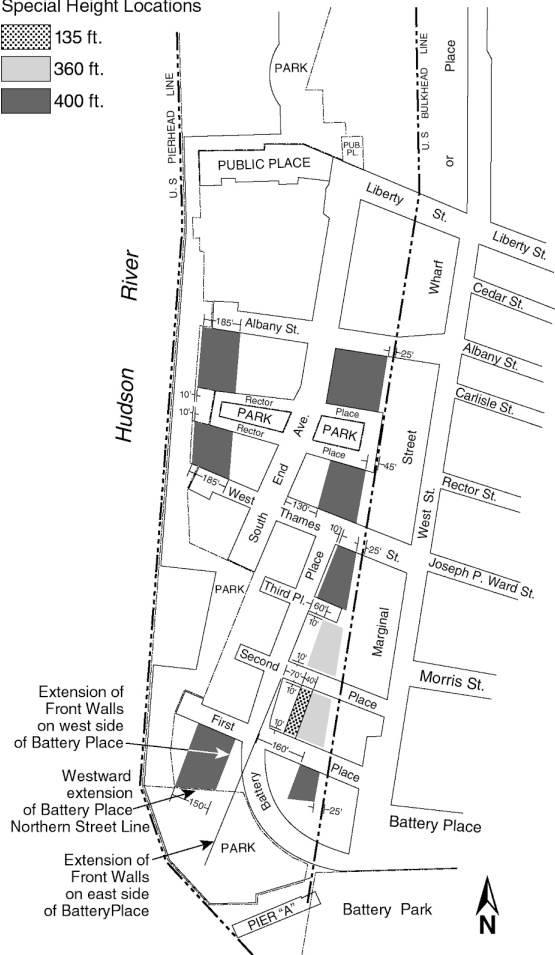 Special Height Locations
135 ft.
360 ft.
400 ft.
U.S PIERHEAD LINE
U.S BULKHEAD LINE
Place
or
Wharf
Street
Marginal
PARK
PUB.
PL.
PUBLIC PLACE
Liberty St.
Liberty St.
Hudson River
Cedar St.
185'
Albany St.
25'
Albany St.
Carlisle St.
10'
10'
Rector
PARK
Rector
Place
PARK
Place
South End Ave.
45'
185'
West
Thames
St.
130'
10'
25'
Rector St.
West St.
Joseph P. Ward St.
PARK
Place
Third Pl.
60'
10'
10'
Second
Place
70'
40'
10'
10'
Morris St.
Extension of
Front Walls
on west side
of Battery Place
First
Place
160'
Battery
Westward
extension
of Battery Place
Northern Street Line
150'
25'
Battery Place
PARK
Extension of
Front Walls
on east side
of BatteryPlace
PIER "A"
Battery Park
N